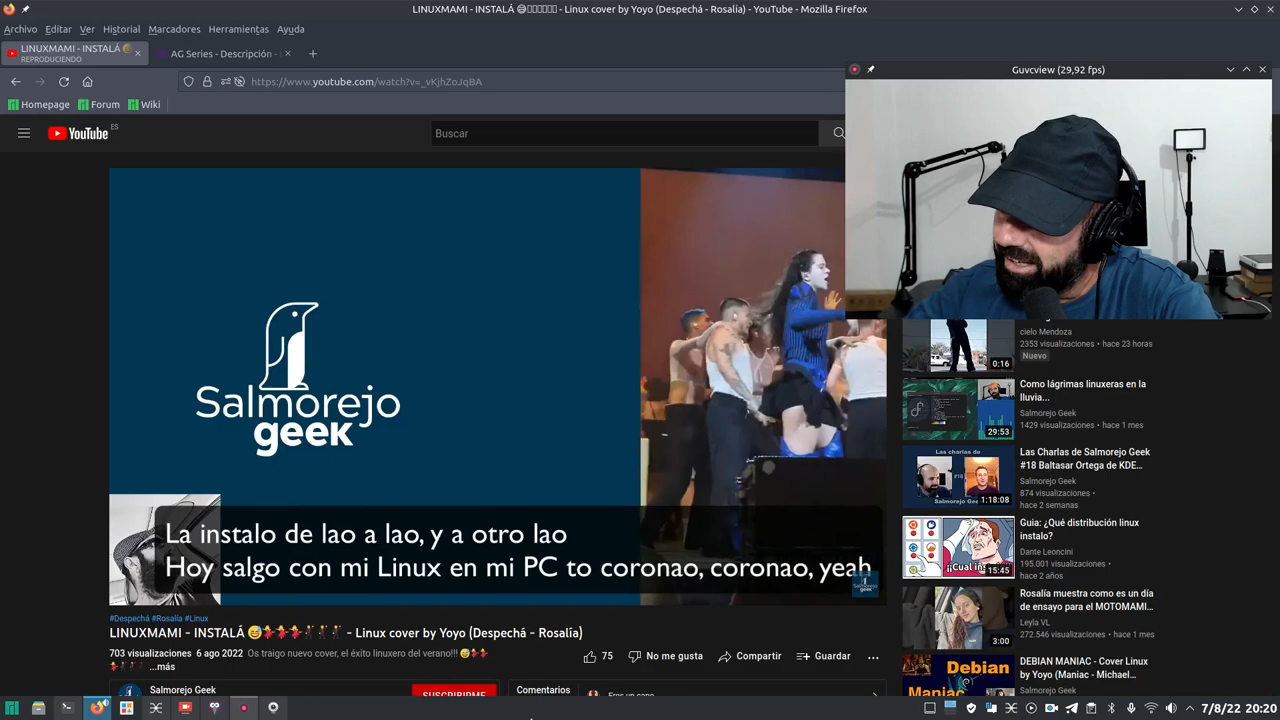 LINUXMAMI - INSTALÁ 😅💃💃💃🕺🕺🕺 - Linux cover by Yoyo (Despechá - Rosalía) - YouTube — Mozilla Firefox
Archivo Editar Ver Historial Marcadores Herramientas Ayuda
LINUXMAMI - INSTALÁ
REPRODUCIENDO
AG Series - Descripción -
https://www.youtube.com/watch?v=_vKjhZoJqBA
Homepage Forum Wiki
YouTube ES
Buscar
Guvcview (29,92 fps)
Salmorejo
geek
La instalo de lao a lao, y a otro lao
Hoy salgo con mi Linux en mi PC to coronao, coronao, yeah
#Despechá #Rosalía #Linux
LINUXMAMI - INSTALÁ 😅💃💃💃🕺🕺🕺 - Linux cover by Yoyo (Despechá - Rosalía)
703 visualizaciones 6 ago 2022 Os traigo nuevo cover, el éxito linuxero del verano!!! 😅💃💃
...más
75 No me gusta Compartir Guardar
Salmorejo Geek
SUSCRIBIRME
Comentarios
cielo Mendoza
2353 visualizaciones • hace 23 horas
Nuevo
0:16
Como lágrimas linuxeras en la
lluvia...
Salmorejo Geek
1429 visualizaciones • hace 1 mes
29:53
Las charlas de
Salmorejo Geek
#18
1:18:08
Las Charlas de Salmorejo Geek
#18 Baltasar Ortega de KDE...
Salmorejo Geek
874 visualizaciones •
hace 2 semanas
15:45
Guia: ¿Qué distribución linux
instalo?
Dante Leoncini
195.001 visualizaciones •
hace 2 años
3:00
Rosalía muestra como es un día
de ensayo para el MOTOMAMI...
Leyla VL
272.546 visualizaciones • hace 1 mes
Debian
Maniac
DEBIAN MANIAC - Cover Linux
by Yoyo (Maniac - Michael...
Salmorejo Geek
7/8/22 20:20